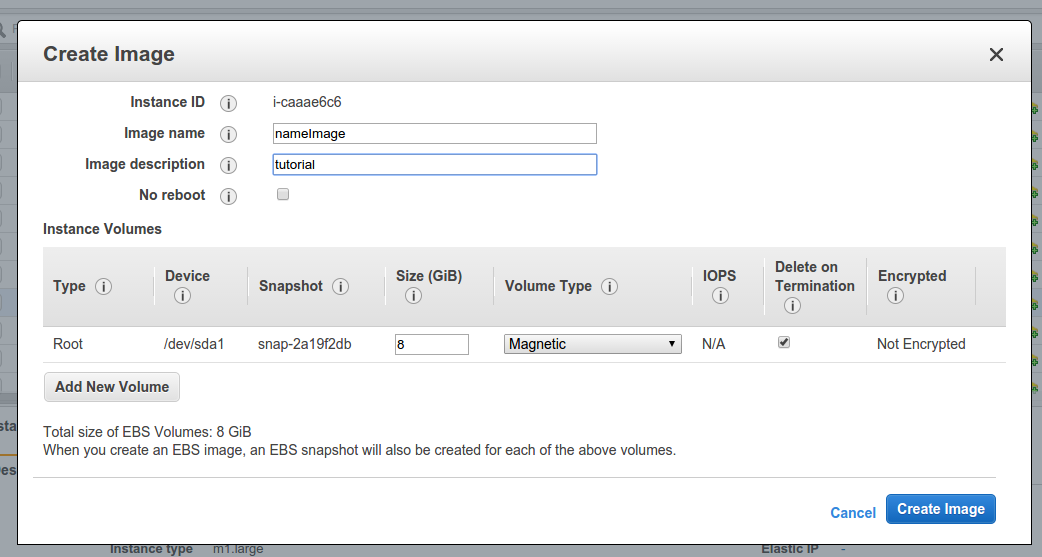 Create Image
Instance ID i-caaae6c6
Image name nameImage
Image description tutorial
No reboot
Instance Volumes
Type Device Snapshot Size (GiB) Volume Type IOPS Delete on Termination Encrypted
Root /dev/sda1 snap-2a19f2db 8 Magnetic N/A Not Encrypted
Add New Volume
Total size of EBS Volumes: 8 GiB
When you create an EBS image, an EBS snapshot will also be created for each of the above volumes.
Cancel Create Image
Instance type m1.large Elastic IP -